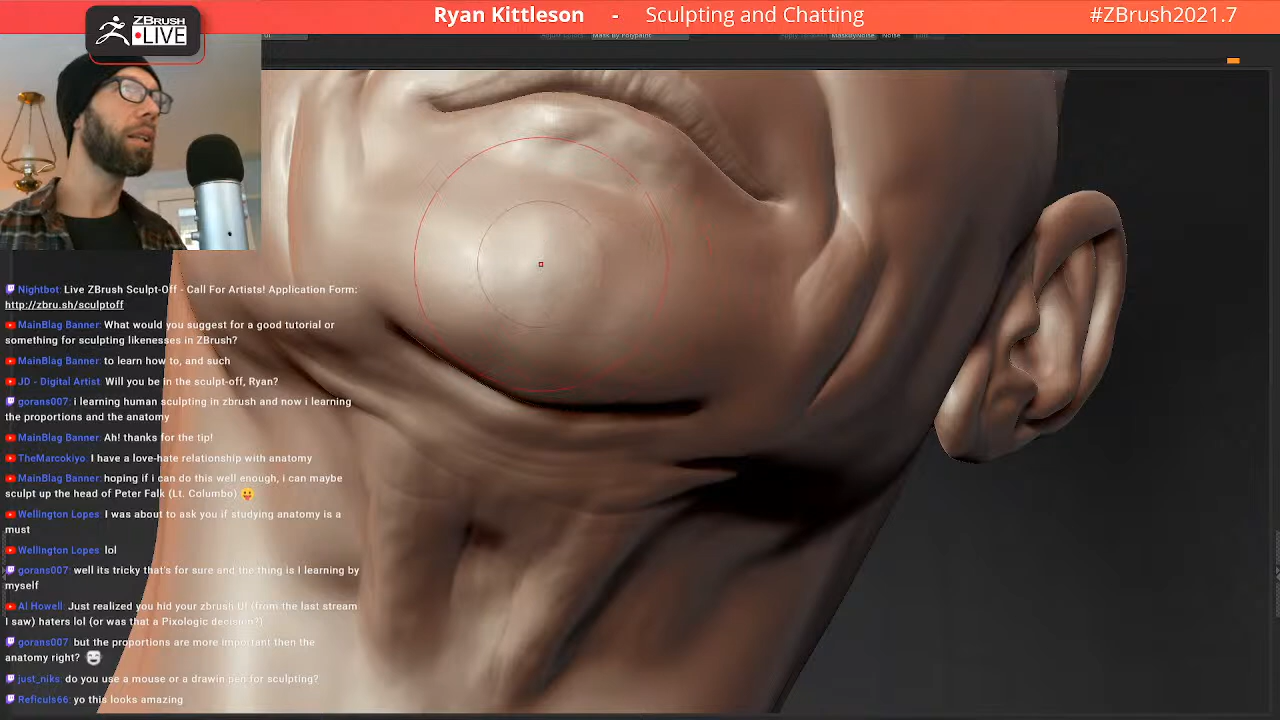 Ryan Kittleson - Sculpting and Chatting #ZBrush2021.7
ZBRUSH
LIVE
Mask By Polypaint MaskByNoise Noise
Nightbot: Live ZBrush Sculpt-Off - Call For Artists! Application Form:
http://zbru.sh/sculptoff
MainBlag Banner: What would you suggest for a good tutorial or
something for sculpting likenesses in ZBrush?
MainBlag Banner: to learn how to, and such
JD - Digital Artist: Will you be in the sculpt-off, Ryan?
gorans007: i learning human sculpting in zbrush and now i learning
the proportions and the anatomy
MainBlag Banner: Ah! thanks for the tip!
TheMarcokiyo: I have a love-hate relationship with anatomy
MainBlag Banner: hoping if i can do this well enough, i can maybe
sculpt up the head of Peter Falk (Lt. Columbo) 😛
Wellington Lopes: I was about to ask you if studying anatomy is a
must
Wellington Lopes: lol
gorans007: well its tricky that's for sure and the thing is I learning by
myself
Al Howell: Just realized you hid your zbrush UI (from the last stream
I saw) haters lol (or was that a Pixologic decision?)
gorans007: but the proportions are more important then the
anatomy right?
just_niks: do you use a mouse or a drawin pen for sculpting?
Reficuls66: yo this looks amazing